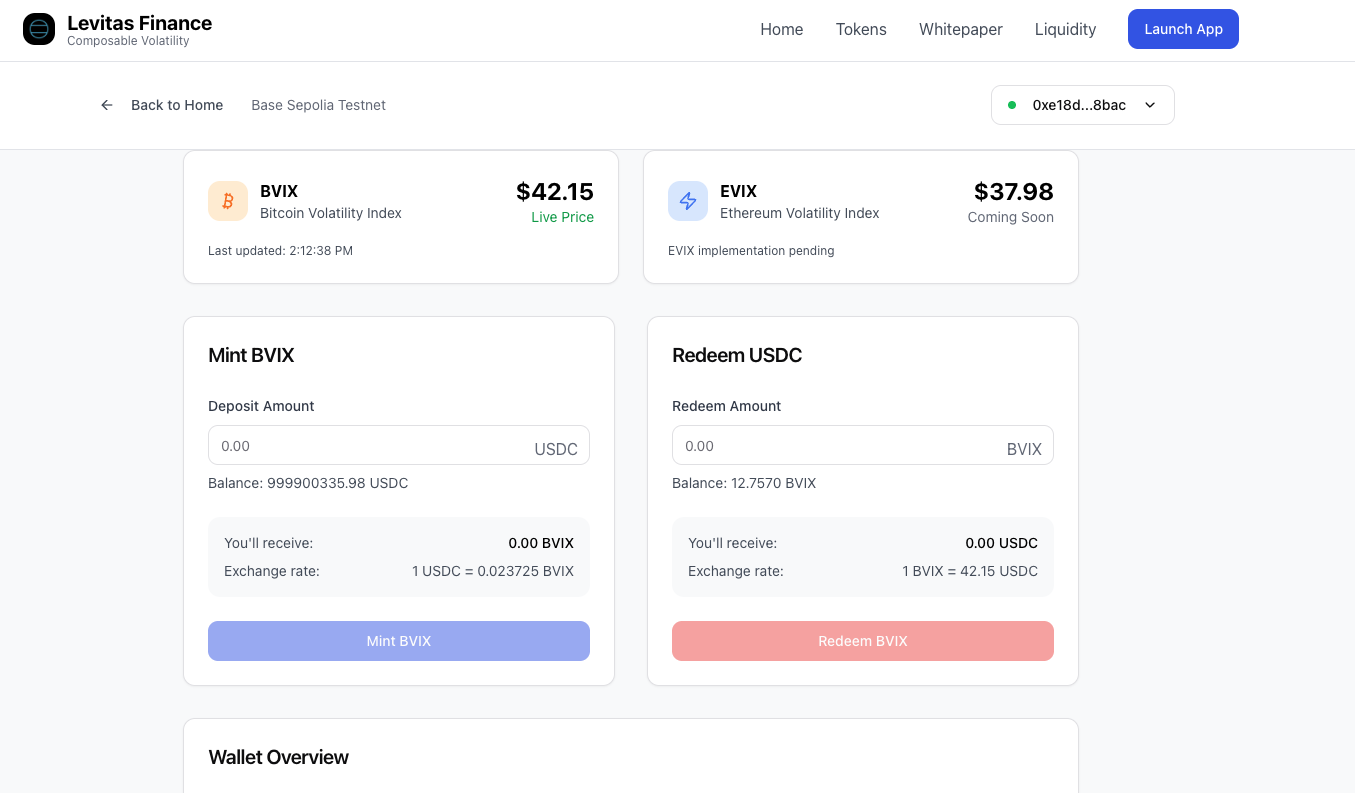 Levitas Finance
Composable Volatility
Home
Tokens
Whitepaper
Liquidity
Launch App
Back to Home
Base Sepolia Testnet
0xe18d...8bac
BVIX
Bitcoin Volatility Index
$42.15
Live Price
Last updated: 2:12:38 PM
EVIX
Ethereum Volatility Index
$37.98
Coming Soon
EVIX implementation pending
Mint BVIX
Deposit Amount
0.00
USDC
Balance: 999900335.98 USDC
You'll receive:
0.00 BVIX
Exchange rate:
1 USDC = 0.023725 BVIX
Mint BVIX
Redeem USDC
Redeem Amount
0.00
BVIX
Balance: 12.7570 BVIX
You'll receive:
0.00 USDC
Exchange rate:
1 BVIX = 42.15 USDC
Redeem BVIX
Wallet Overview